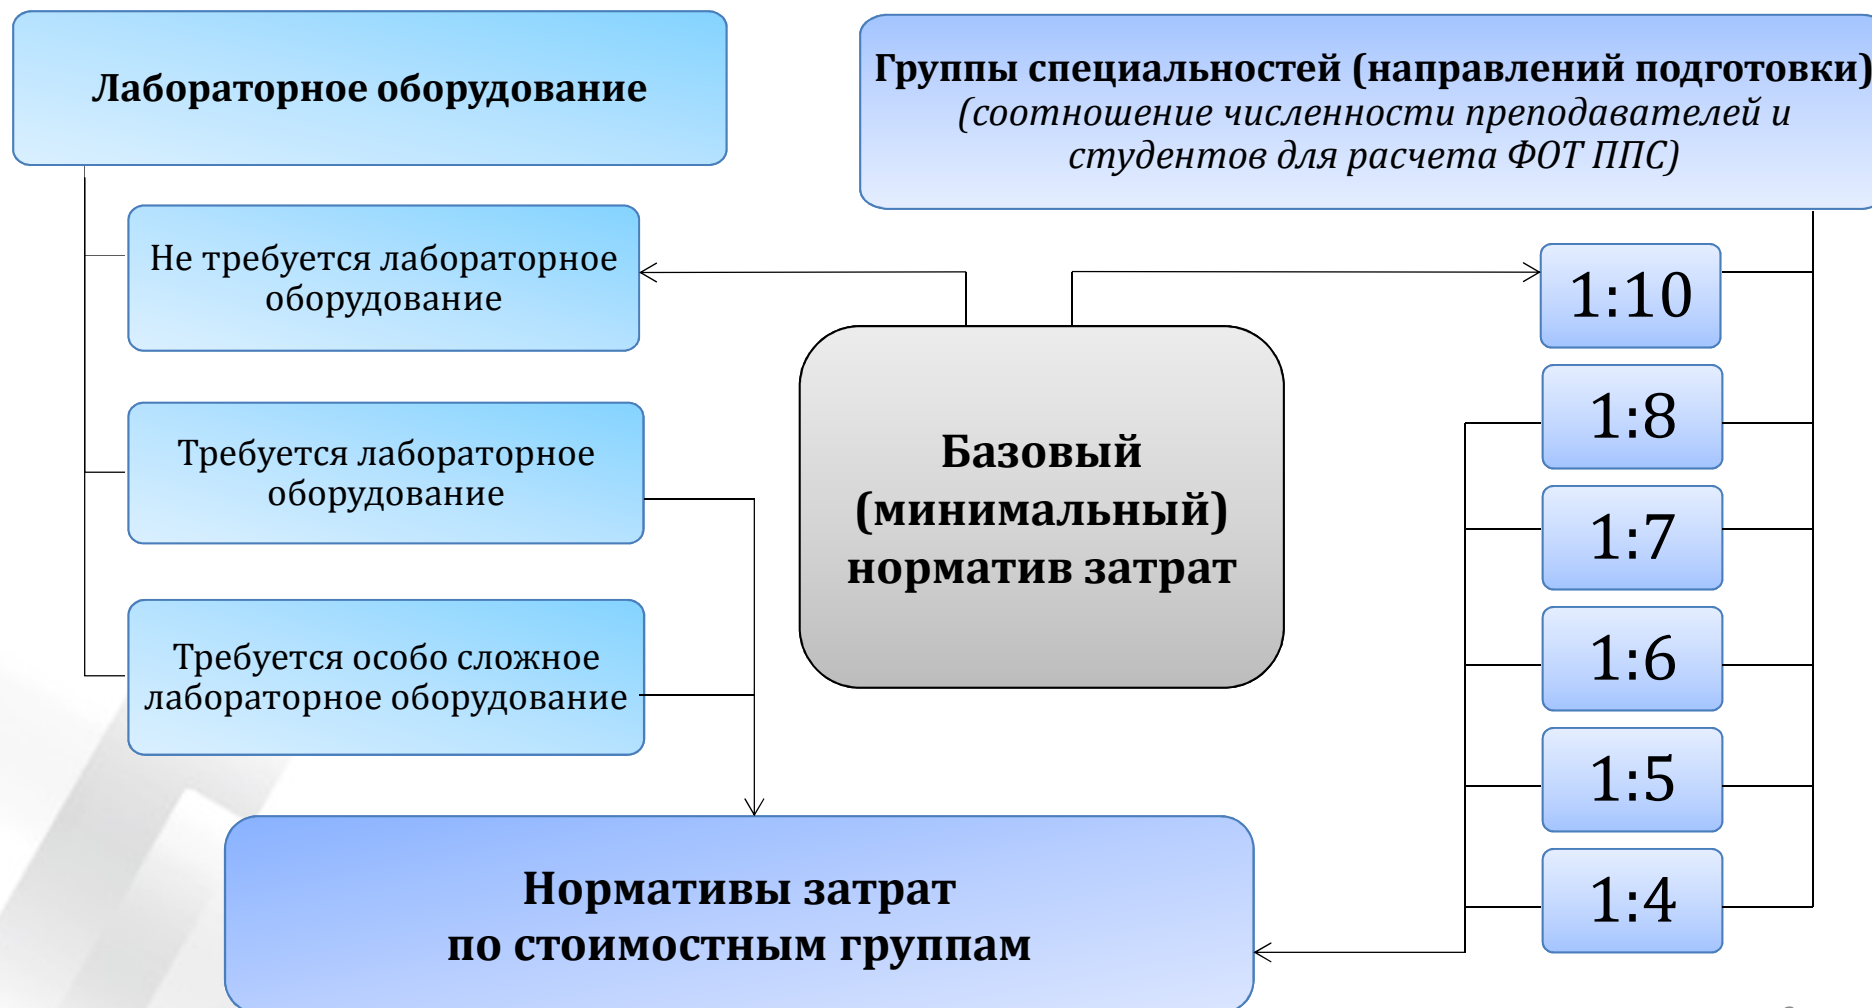 Лабораторное оборудование
Группы специальностей (направлений подготовки)
(соотношение численности преподавателей и
студентов для расчета ФОТ ППС)
Не требуется лабораторное
оборудование
Требуется лабораторное
оборудование
Требуется особо сложное
лабораторное оборудование
Базовый
(минимальный)
норматив затрат
1:10
1:8
1:7
1:6
1:5
1:4
Нормативы затрат
по стоимостным группам